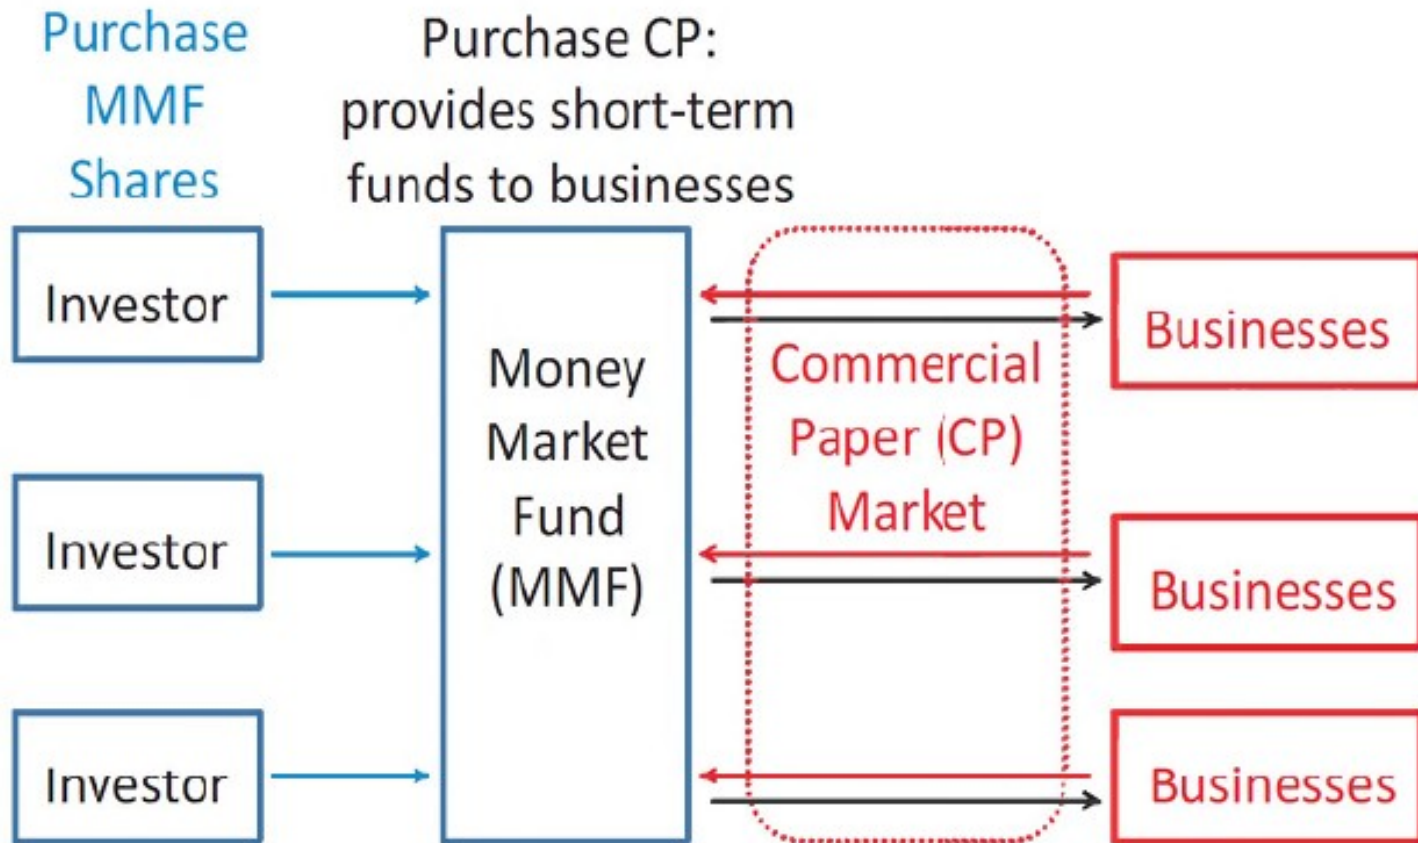 Purchase
MMF
Shares
Purchase CP:
provides short-term
funds to businesses
Investor
Investor
Investor
Money
Market
Fund
(MMF)
Commercial
Paper (CP)
Market
Businesses
Businesses
Businesses